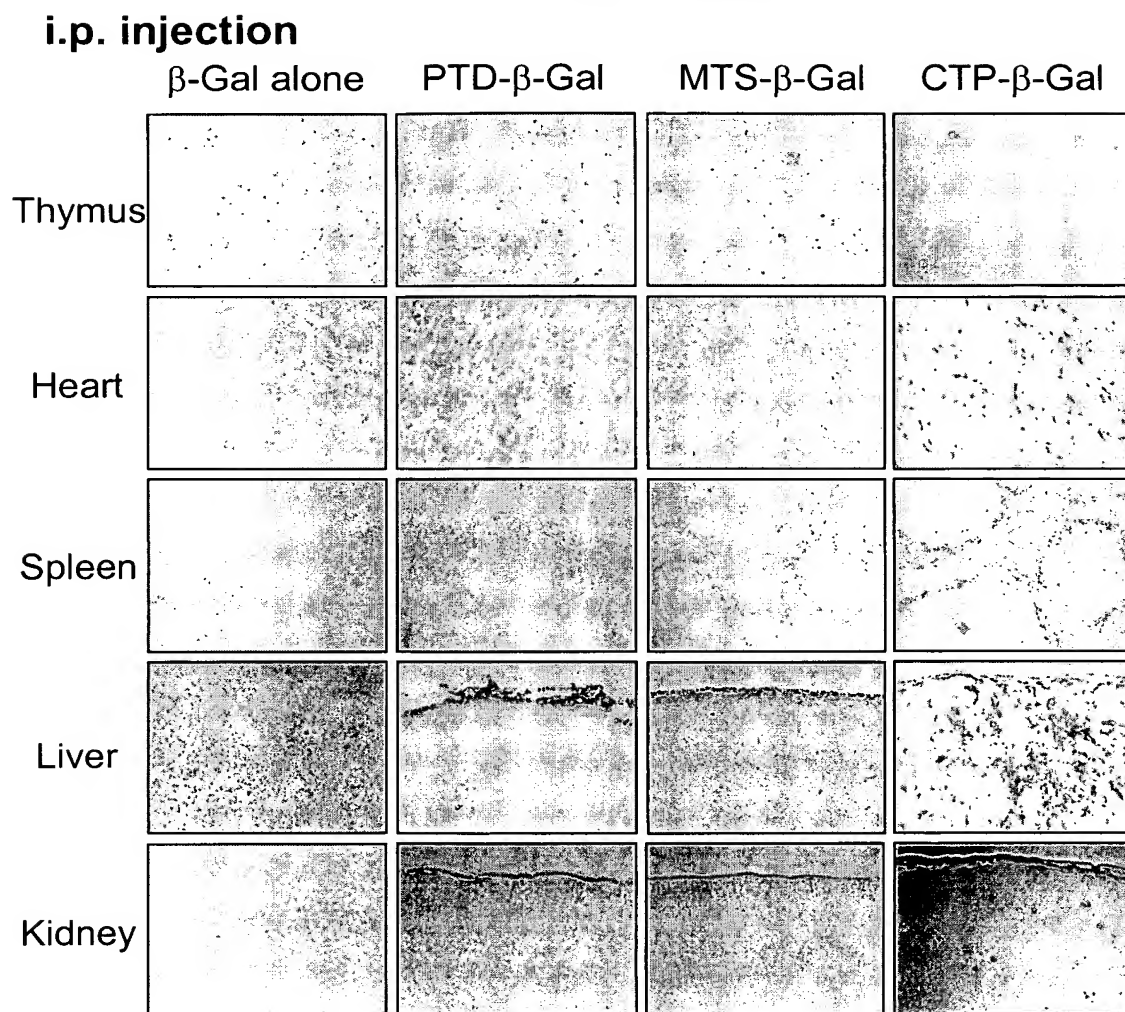 i.p. injection
β-Gal alone PTD-β-Gal MTS-β-Gal CTP-β-Gal
Thymus
Heart
Spleen
Liver
Kidney